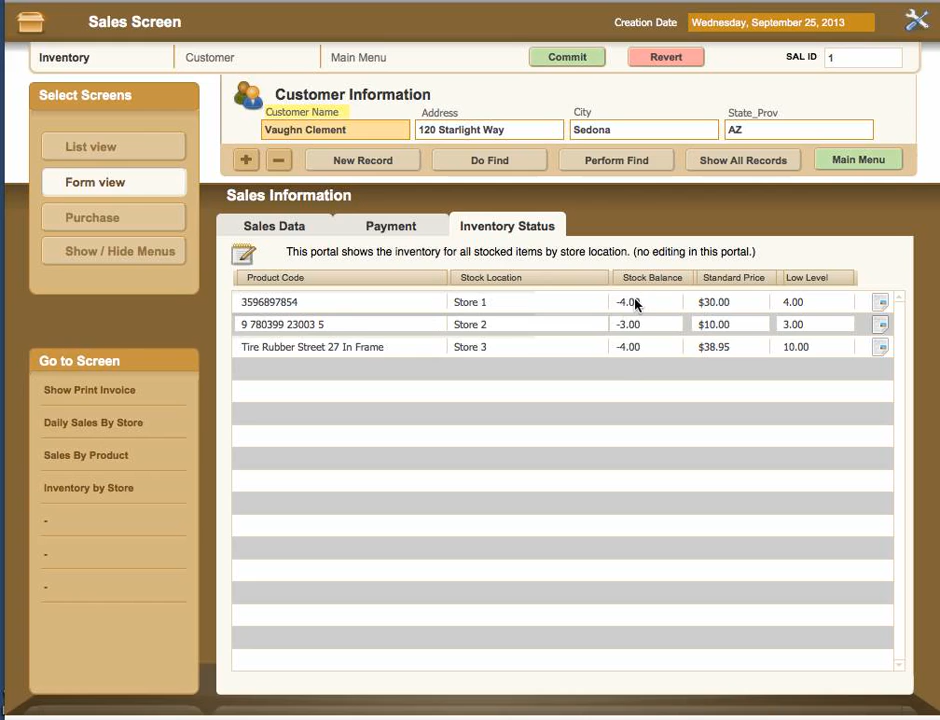 Sales Screen
Creation Date Wednesday, September 25, 2013
Inventory Customer Main Menu Commit Revert SAL ID 1
Select Screens
List view
Form view
Purchase
Show / Hide Menus
Customer Information
Customer Name Address City State_Prov
Vaughn Clement 120 Starlight Way Sedona AZ
+ − New Record Do Find Perform Find Show All Records Main Menu
Sales Information
Sales Data Payment Inventory Status
This portal shows the inventory for all stocked items by store location. (no editing in this portal.)
Product Code Stock Location Stock Balance Standard Price Low Level
3596897854 Store 1 -4.00 $30.00 4.00
9 780399 23003 5 Store 2 -3.00 $10.00 3.00
Tire Rubber Street 27 In Frame Store 3 -4.00 $38.95 10.00
Go to Screen
Show Print Invoice
Daily Sales By Store
Sales By Product
Inventory by Store
-
-
-